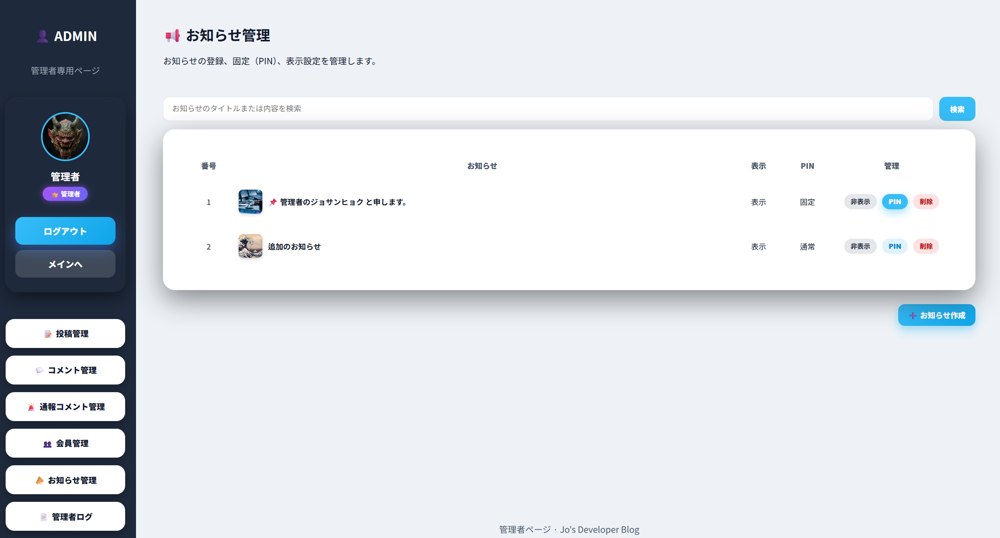 ADMIN
管理者専用ページ
管理者
管理者
ログアウト
メインへ
投稿管理
コメント管理
通報コメント管理
会員管理
お知らせ管理
管理者ログ
お知らせ管理
お知らせの登録、固定（PIN）、表示設定を管理します。
お知らせのタイトルまたは内容を検索
検索
番号 お知らせ 表示 PIN 管理
1 管理者のジョサンヒョク と申します。 表示 固定 非表示 PIN 削除
2 追加のお知らせ 表示 通常 非表示 PIN 削除
お知らせ作成
管理者ページ · Jo's Developer Blog